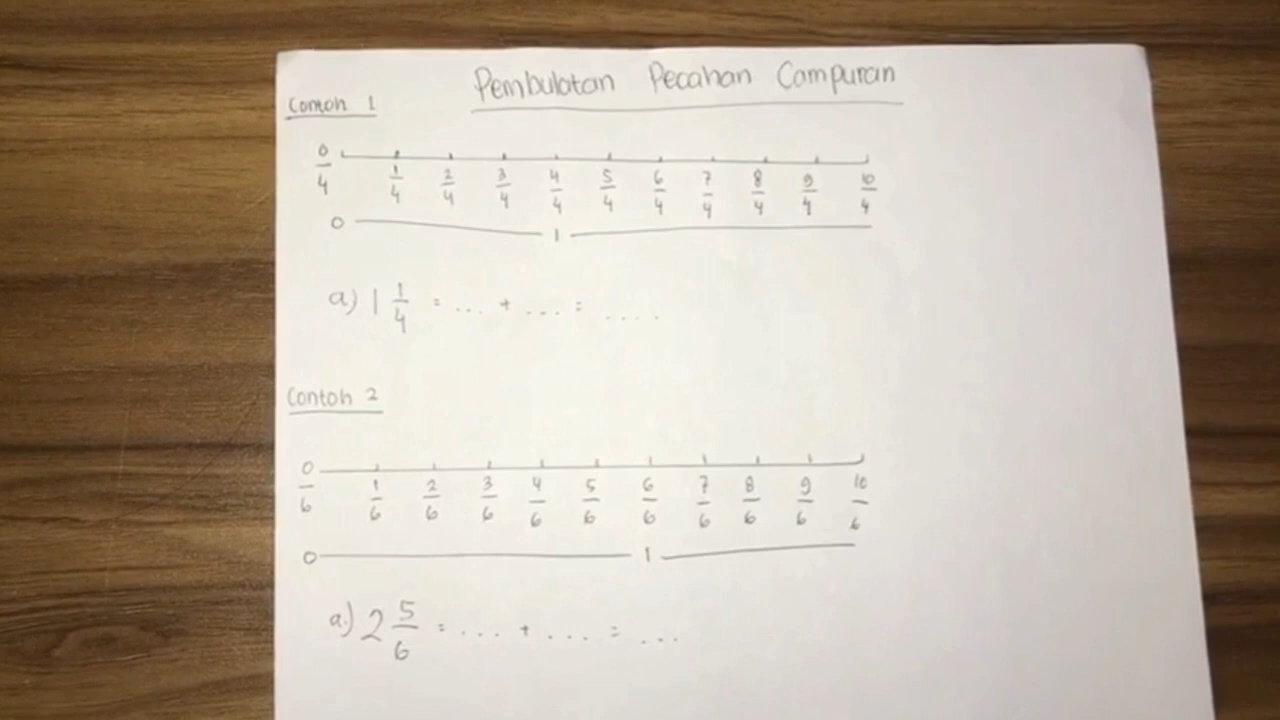 Pembulatan Pecahan Campuran
Contoh 1
0/4 1/4 2/4 3/4 4/4 5/4 6/4 7/4 8/4 9/4 10/4
0 1
a) 1 1/4 = ... + ... = ....
Contoh 2
0/6 1/6 2/6 3/6 4/6 5/6 6/6 7/6 8/6 9/6 10/6
0 1
a.) 2 5/6 = ... + ... = ...